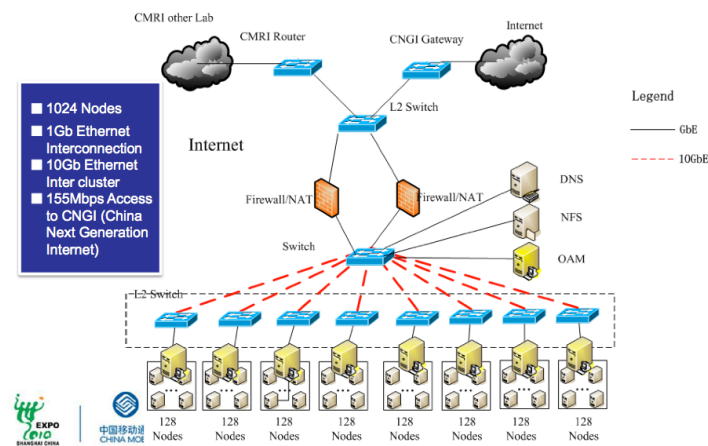 CMRI other Lab
CMRI Router
CNGI Gateway
Internet
L2 Switch
1024 Nodes
1Gb Ethernet
Interconnection
10Gb Ethernet
Inter cluster
155Mbps Access
to CNGI (China
Next Generation
Internet)
Internet
Legend
GbE
10GbE
Firewall/NAT
Firewall/NAT
DNS
NFS
Switch
OAM
L2 Switch
...
...
...
...
...
...
...
...
128
Nodes
128
Nodes
128
Nodes
128
Nodes
128
Nodes
128
Nodes
128
Nodes
128
Nodes
EXPO
2010
SHANGHAI CHINA
中国移动通
CHINA MOB